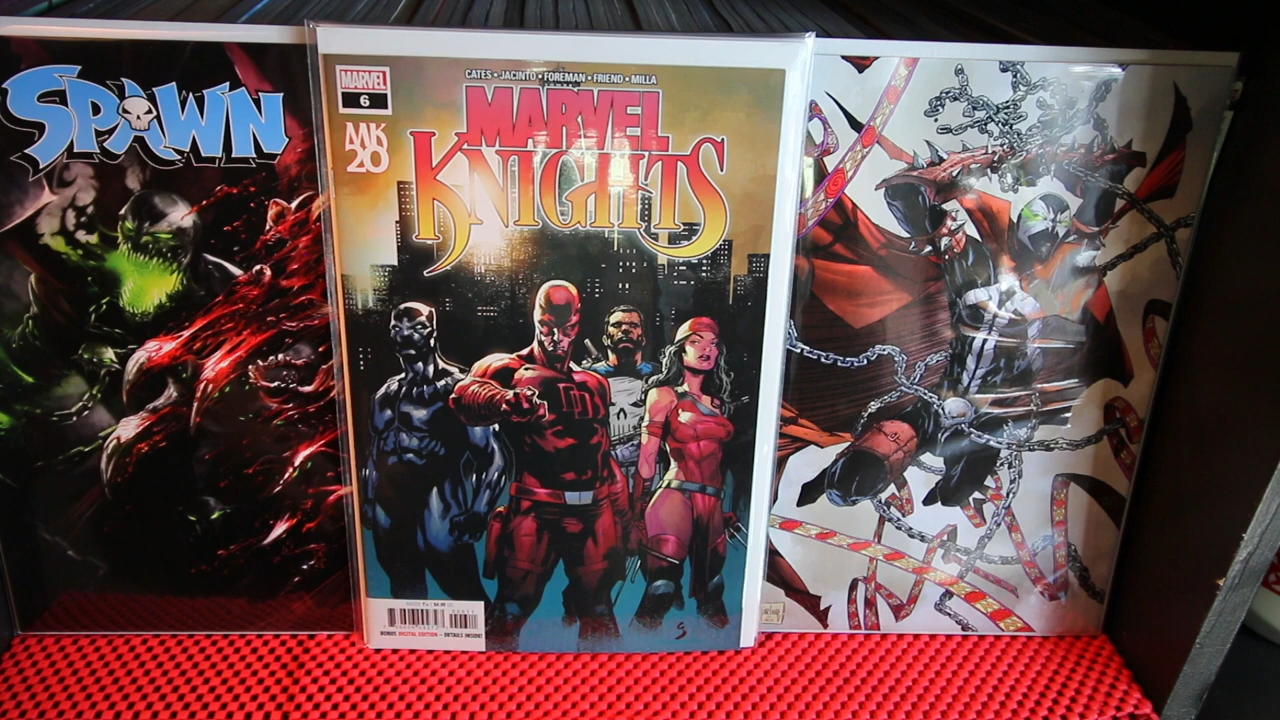 SPAWN
MARVEL
6
MK
20
CATES • JACINTO • FOREMAN • FRIEND • MILLA
MARVEL
KNIGHTS
BONUS DIGITAL EDITION – DETAILS INSIDE!